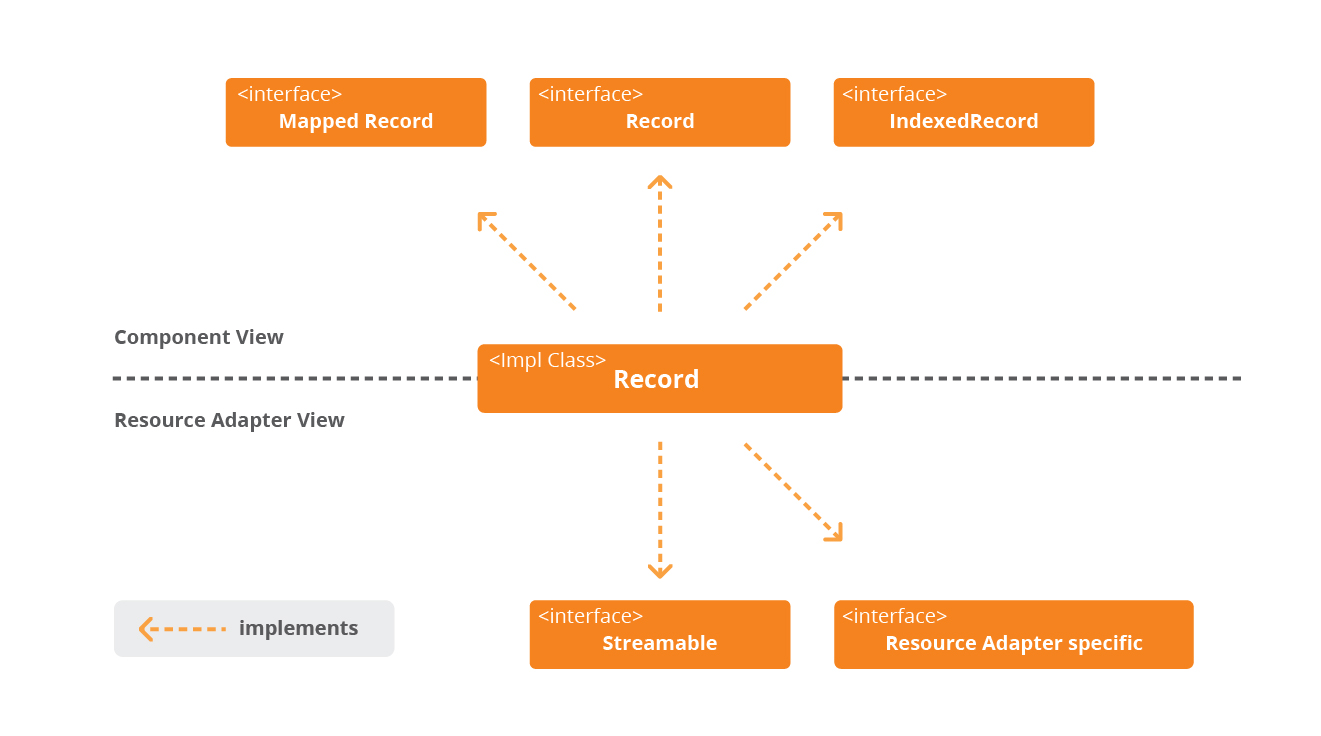 <interface>
Mapped Record
<interface>
Record
<interface>
IndexedRecord
Component View
<Impl Class>
Record
Resource Adapter View
implements
<interface>
Streamable
<interface>
Resource Adapter specific